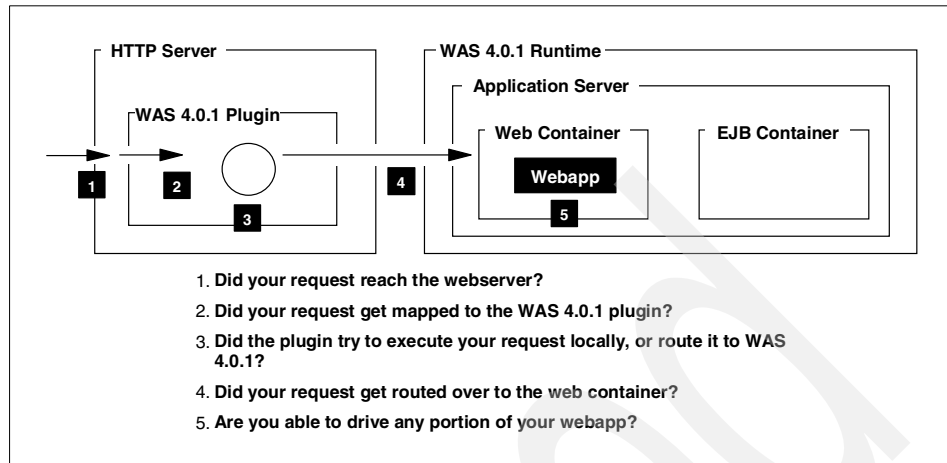 HTTP Server
WAS 4.0.1 Runtime
Application Server
WAS 4.0.1 Plugin
Web Container
EJB Container
Webapp
1
2
3
4
5
1. Did your request reach the webserver?
2. Did your request get mapped to the WAS 4.0.1 plugin?
3. Did the plugin try to execute your request locally, or route it to WAS
4.0.1?
4. Did your request get routed over to the web container?
5. Are you able to drive any portion of your webapp?